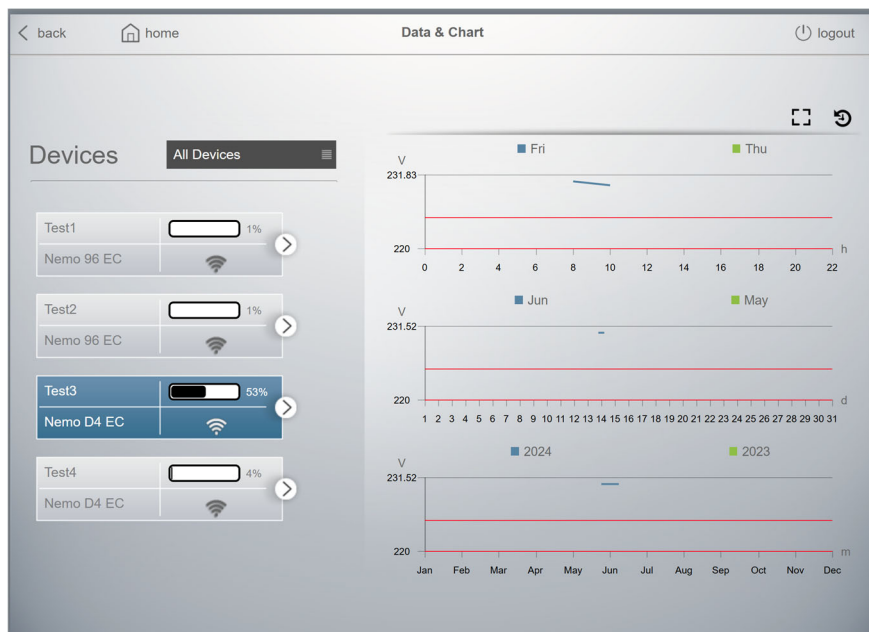 back home Data & Chart logout
Devices
All Devices
Test1 1%
Nemo 96 EC
Test2 1%
Nemo 96 EC
Test3 53%
Nemo D4 EC
Test4 4%
Nemo D4 EC
V Fri Thu
231.83
220 h
0 2 4 6 8 10 12 14 16 18 20 22
V Jun May
231.52
220 d
1 2 3 4 5 6 7 8 9 10 11 12 13 14 15 16 17 18 19 20 21 22 23 24 25 26 27 28 29 30 31
V 2024 2023
231.52
220 m
Jan Feb Mar Apr May Jun Jul Aug Sep Oct Nov Dec